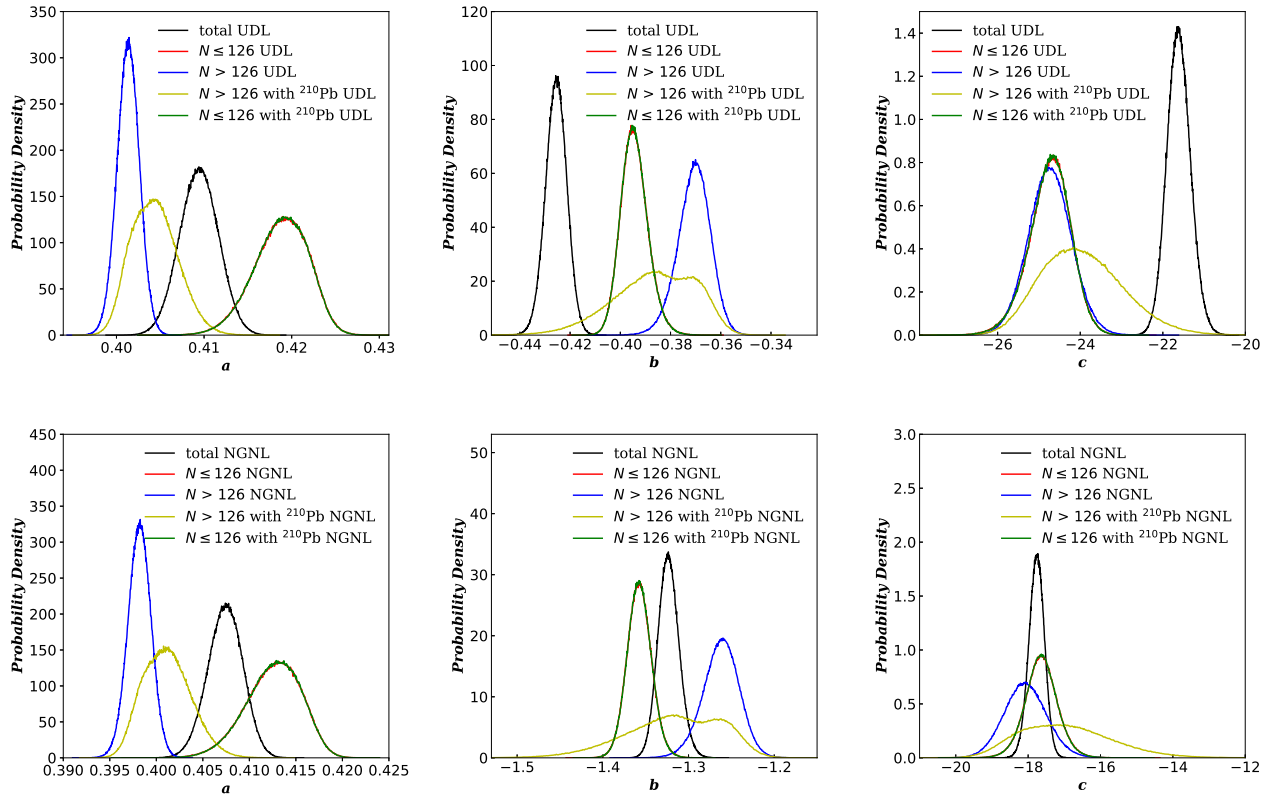 350
300
250
200
150
100
50
0
Probability Density
0.40 0.41 0.42 0.43
a
total UDL
N ≤ 126 UDL
N > 126 UDL
N > 126 with ²¹⁰Pb UDL
N ≤ 126 with ²¹⁰Pb UDL
120
100
80
60
40
20
0
Probability Density
−0.44 −0.42 −0.40 −0.38 −0.36 −0.34
b
total UDL
N ≤ 126 UDL
N > 126 UDL
N > 126 with ²¹⁰Pb UDL
N ≤ 126 with ²¹⁰Pb UDL
1.4
1.2
1.0
0.8
0.6
0.4
0.2
0.0
Probability Density
−26 −24 −22 −20
c
total UDL
N ≤ 126 UDL
N > 126 UDL
N > 126 with ²¹⁰Pb UDL
N ≤ 126 with ²¹⁰Pb UDL
450
400
350
300
250
200
150
100
50
0
Probability Density
0.390 0.395 0.400 0.405 0.410 0.415 0.420 0.425
a
total NGNL
N ≤ 126 NGNL
N > 126 NGNL
N > 126 with ²¹⁰Pb NGNL
N ≤ 126 with ²¹⁰Pb NGNL
50
40
30
20
10
0
Probability Density
−1.5 −1.4 −1.3 −1.2
b
total NGNL
N ≤ 126 NGNL
N > 126 NGNL
N > 126 with ²¹⁰Pb NGNL
N ≤ 126 with ²¹⁰Pb NGNL
3.0
2.5
2.0
1.5
1.0
0.5
0.0
Probability Density
−20 −18 −16 −14 −12
c
total NGNL
N ≤ 126 NGNL
N > 126 NGNL
N > 126 with ²¹⁰Pb NGNL
N ≤ 126 with ²¹⁰Pb NGNL